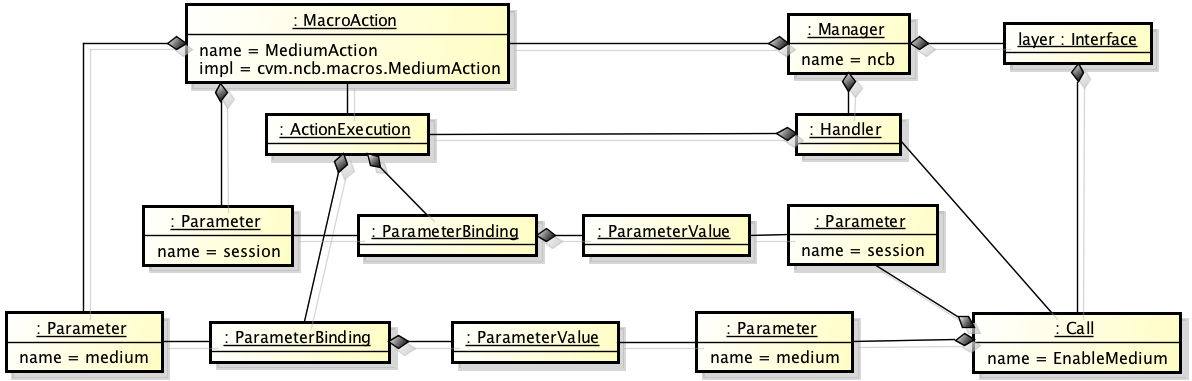 : MacroAction
name = MediumAction
impl = cvm.ncb.macros.MediumAction
: Manager
name = ncb
layer : Interface
: ActionExecution
: Handler
: Parameter
name = session
: ParameterBinding
: ParameterValue
: Parameter
name = session
: Parameter
name = medium
: ParameterBinding
: ParameterValue
: Parameter
name = medium
: Call
name = EnableMedium